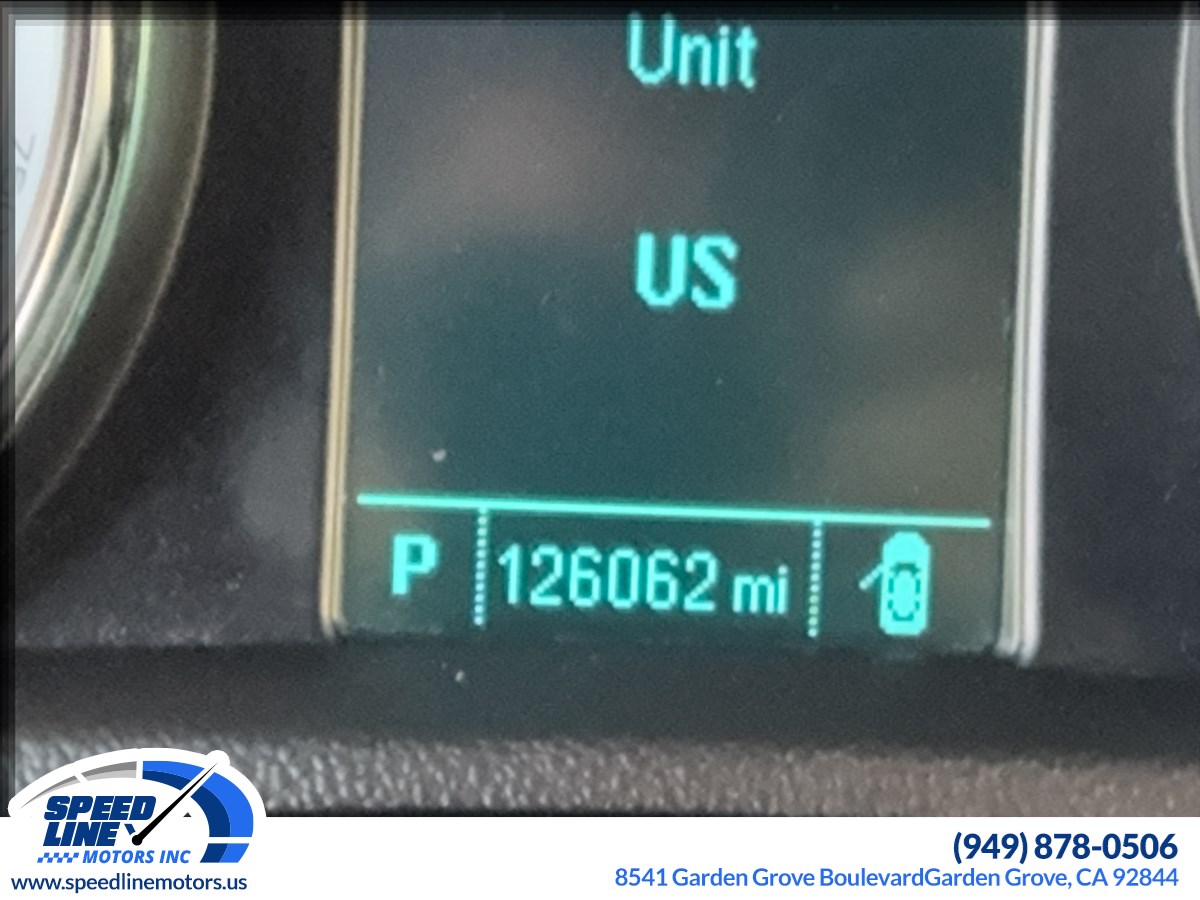 Unit
US
P 126062 mi
SPEED
LINE
MOTORS INC
www.speedlinemotors.us
(949) 878-0506
8541 Garden Grove BoulevardGarden Grove, CA 92844